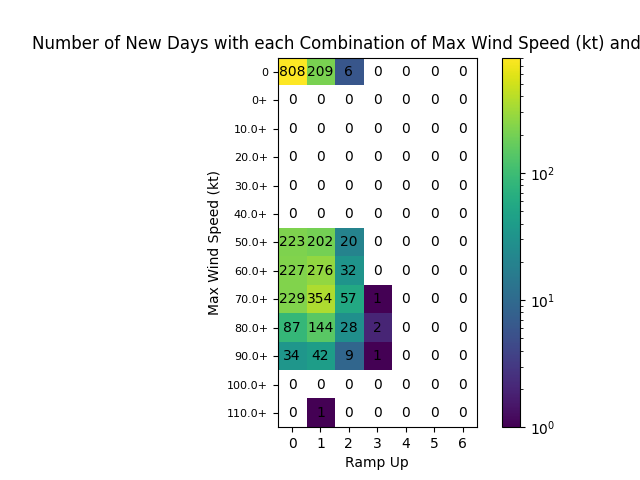 Number of New Days with each Combination of Max Wind Speed (kt) and
0 808 209 6 0 0 0 0
0+ 0 0 0 0 0 0 0
10.0+ 0 0 0 0 0 0 0
20.0+ 0 0 0 0 0 0 0
30.0+ 0 0 0 0 0 0 0
40.0+ 0 0 0 0 0 0 0
50.0+ 223 202 20 0 0 0 0
60.0+ 227 276 32 0 0 0 0
70.0+ 229 354 57 1 0 0 0
80.0+ 87 144 28 2 0 0 0
90.0+ 34 42 9 1 0 0 0
100.0+ 0 0 0 0 0 0 0
110.0+ 0 1 0 0 0 0 0
0 1 2 3 4 5 6
Ramp Up
Max Wind Speed (kt)
10²
10¹
10⁰